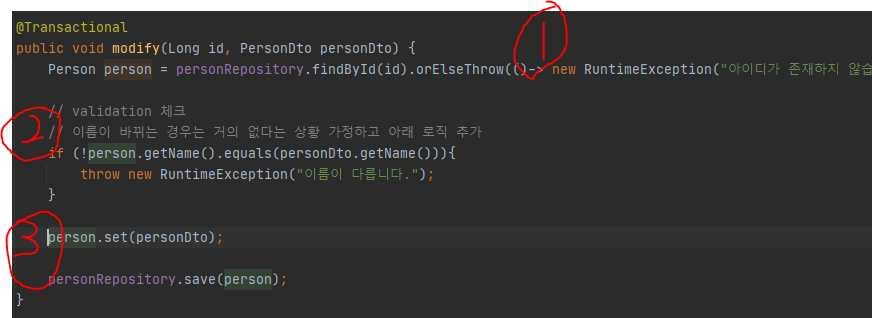 @Transactional
public void modify(Long id, PersonDto personDto) {
1
Person person = personRepository.findById(id).orElseThrow(()-> new RuntimeException("아이디가 존재하지 않습
// validation 체크
2
// 이름이 바뀌는 경우는 거의 없다는 상황 가정하고 아래 로직 추가
if (!person.getName().equals(personDto.getName())){
throw new RuntimeException("이름이 다릅니다.");
}
3
person.set(personDto);
personRepository.save(person);
}